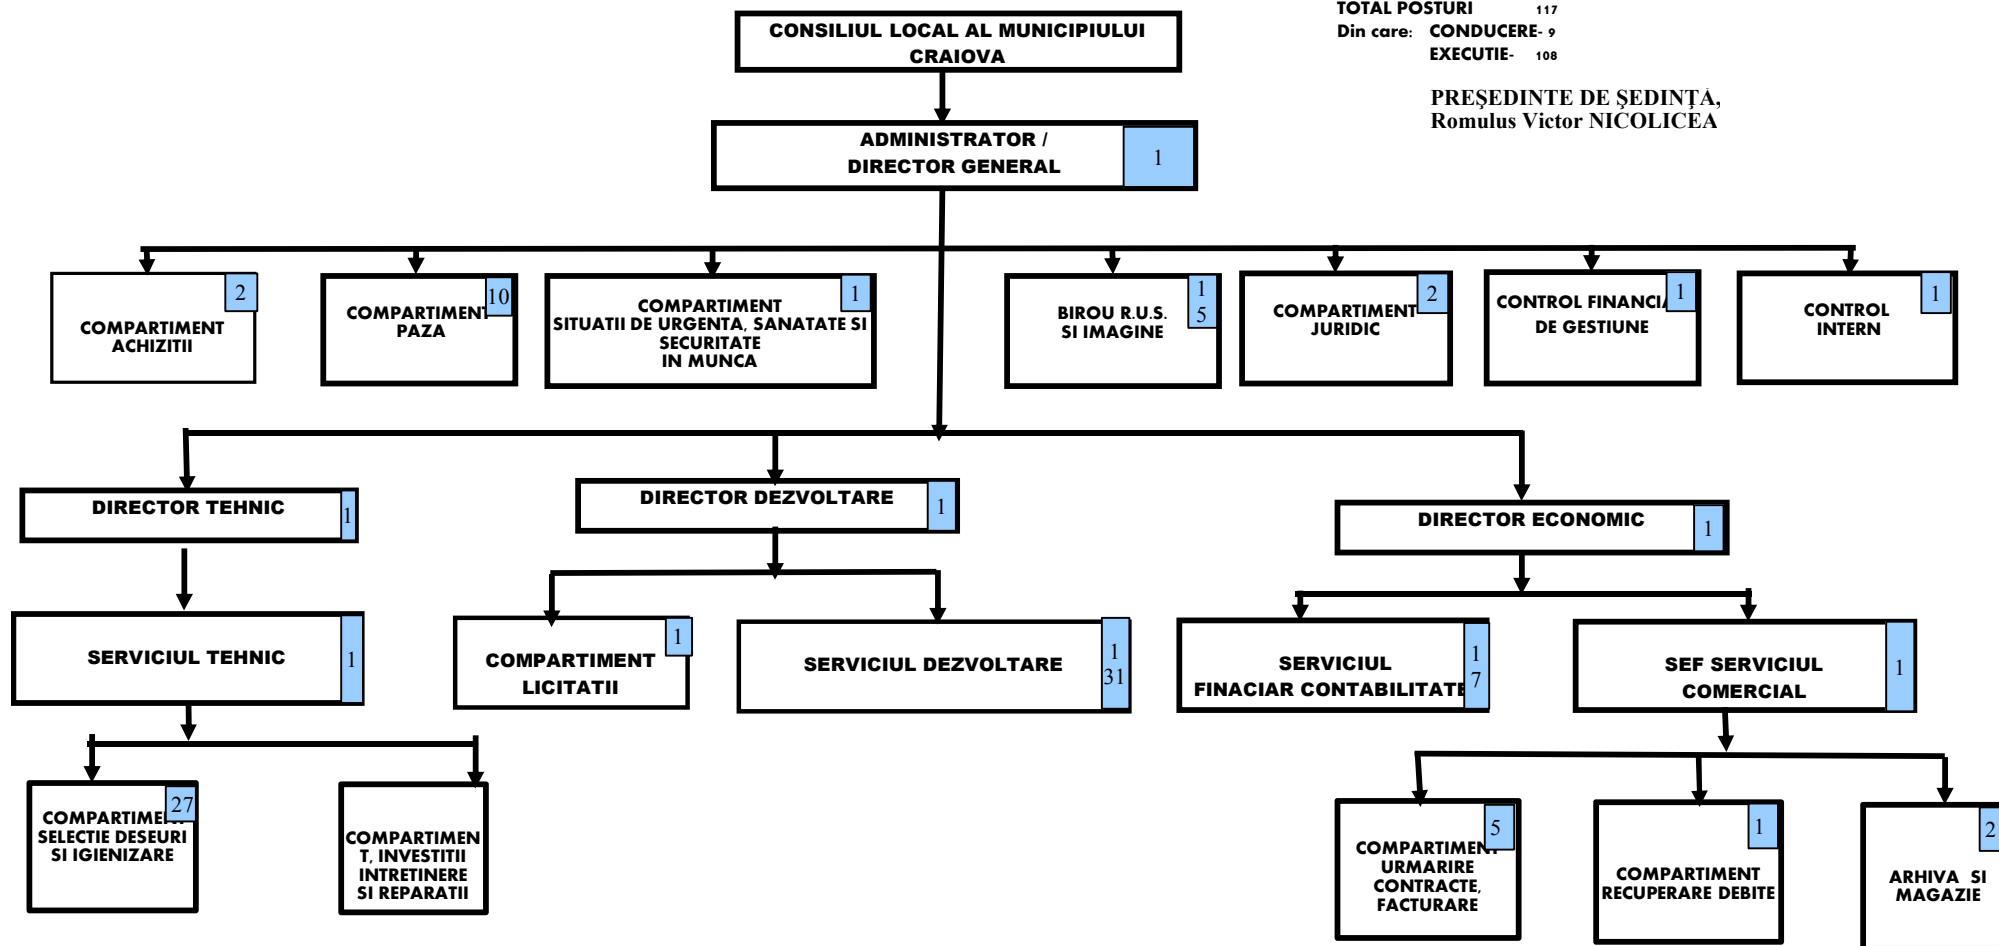 TOTAL POSTURI 117
Din care: CONDUCERE- 9
EXECUTIE- 108
PREŞEDINTE DE ŞEDINŢĂ,
Romulus Victor NICOLICEA
CONSILIUL LOCAL AL MUNICIPIULUI
CRAIOVA
ADMINISTRATOR /
DIRECTOR GENERAL
1
2
COMPARTIMENT
ACHIZITII
10
COMPARTIMENT
PAZA
1
COMPARTIMENT
SITUATII DE URGENTA, SANATATE SI
SECURITATE
IN MUNCA
1
5
BIROU R.U.S.
SI IMAGINE
2
COMPARTIMENT
JURIDIC
1
CONTROL FINANCIA
DE GESTIUNE
1
CONTROL
INTERN
DIRECTOR TEHNIC
1
DIRECTOR DEZVOLTARE
1
DIRECTOR ECONOMIC
1
SERVICIUL TEHNIC
1
1
COMPARTIMENT
LICITATII
SERVICIUL DEZVOLTARE
1
31
SERVICIUL
FINACIAR CONTABILITATE
1
7
SEF SERVICIUL
COMERCIAL
1
27
COMPARTIMENT
SELECTIE DESEURI
SI IGIENIZARE
COMPARTIMEN
T, INVESTITII
INTRETINERE
SI REPARATII
5
COMPARTIMENT
URMARIRE
CONTRACTE,
FACTURARE
1
COMPARTIMENT
RECUPERARE DEBITE
2
ARHIVA SI
MAGAZIE